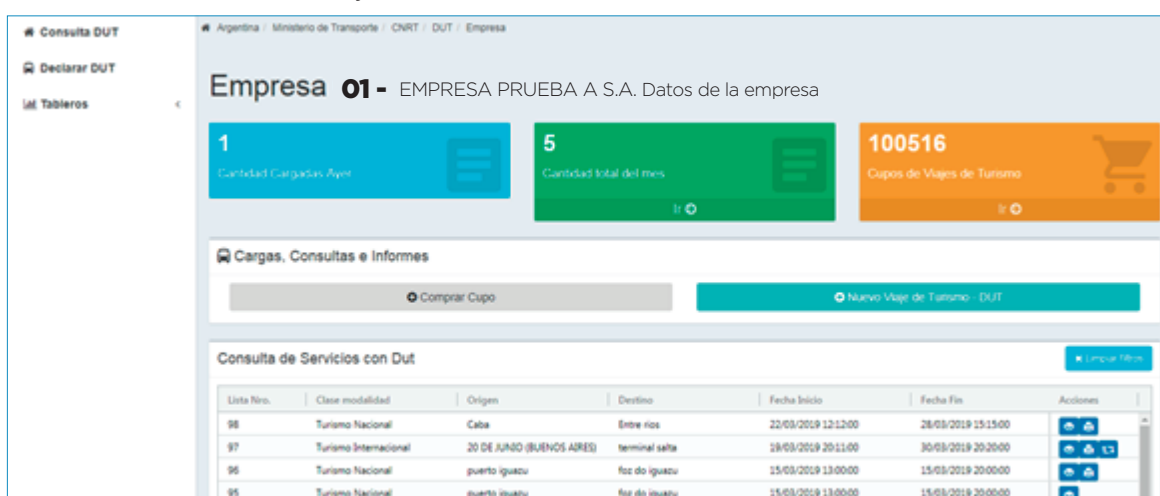 Consulta DUT
Declarar DUT
Tableros
Argentina / Ministerio de Transporte / CNRT / DUT / Empresa
Empresa 01 - EMPRESA PRUEBA A S.A. Datos de la empresa
1
Cantidad Cargadas Ayer
5
Cantidad total del mes
Ir
100516
Cupos de Viajes de Turismo
Ir
Cargas, Consultas e Informes
Comprar Cupo
Nuevo Viaje de Turismo - DUT
Consulta de Servicios con Dut
Limpiar filtros
Lista Nro. Clase modalidad Origen Destino Fecha Inicio Fecha Fin Acciones
98 Turismo Nacional Caba Entre rios 22/03/2019 12:12:00 28/03/2019 15:15:00
97 Turismo Internacional 20 DE JUNIO (BUENOS AIRES) terminal salta 19/03/2019 20:11:00 30/03/2019 20:20:00
96 Turismo Nacional puerto iguazu foz do iguazu 15/03/2019 13:00:00 15/03/2019 20:00:00
95 Turismo Nacional puerto iguazu foz do iguazu 15/03/2019 13:00:00 15/03/2019 20:00:00